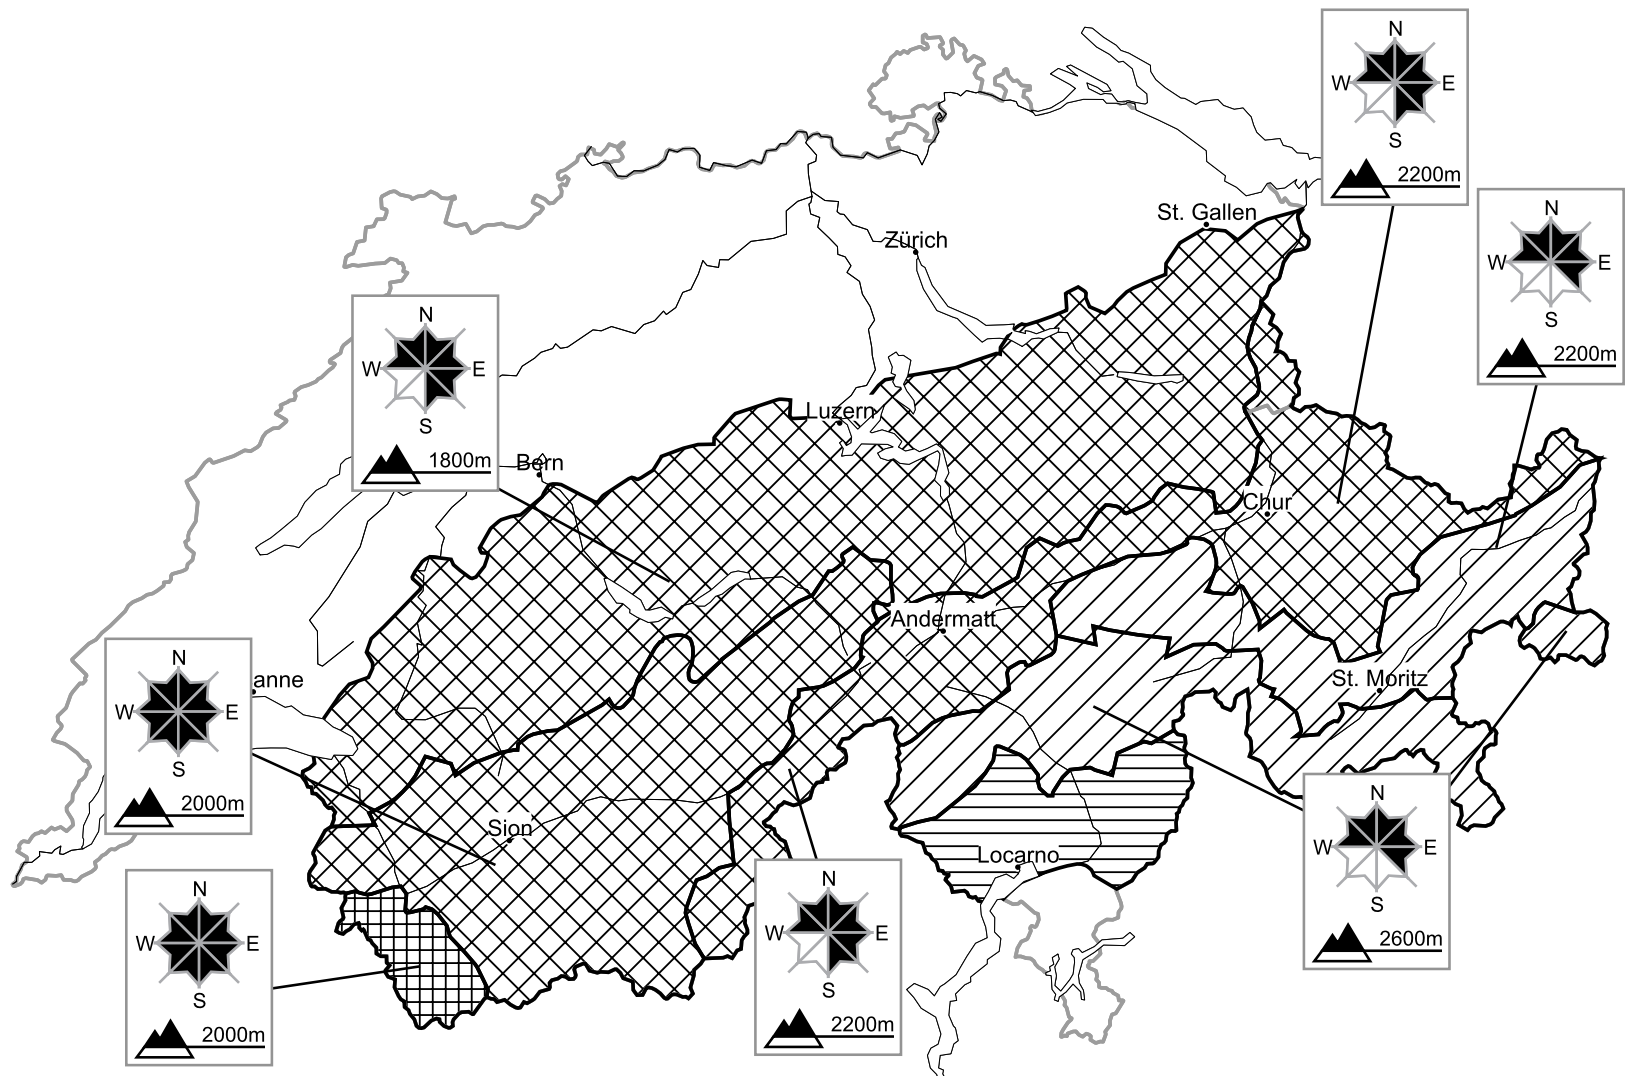 N
W E
S
2200m
N
W E
S
2200m
St. Gallen
Zürich
N
W E
S
1800m
Luzern
Bern
Chur
Andermatt
N
W E
S
2000m
anne
St. Moritz
Sion
Locarno
N
W E
S
2600m
N
W E
S
2000m
N
W E
S
2200m